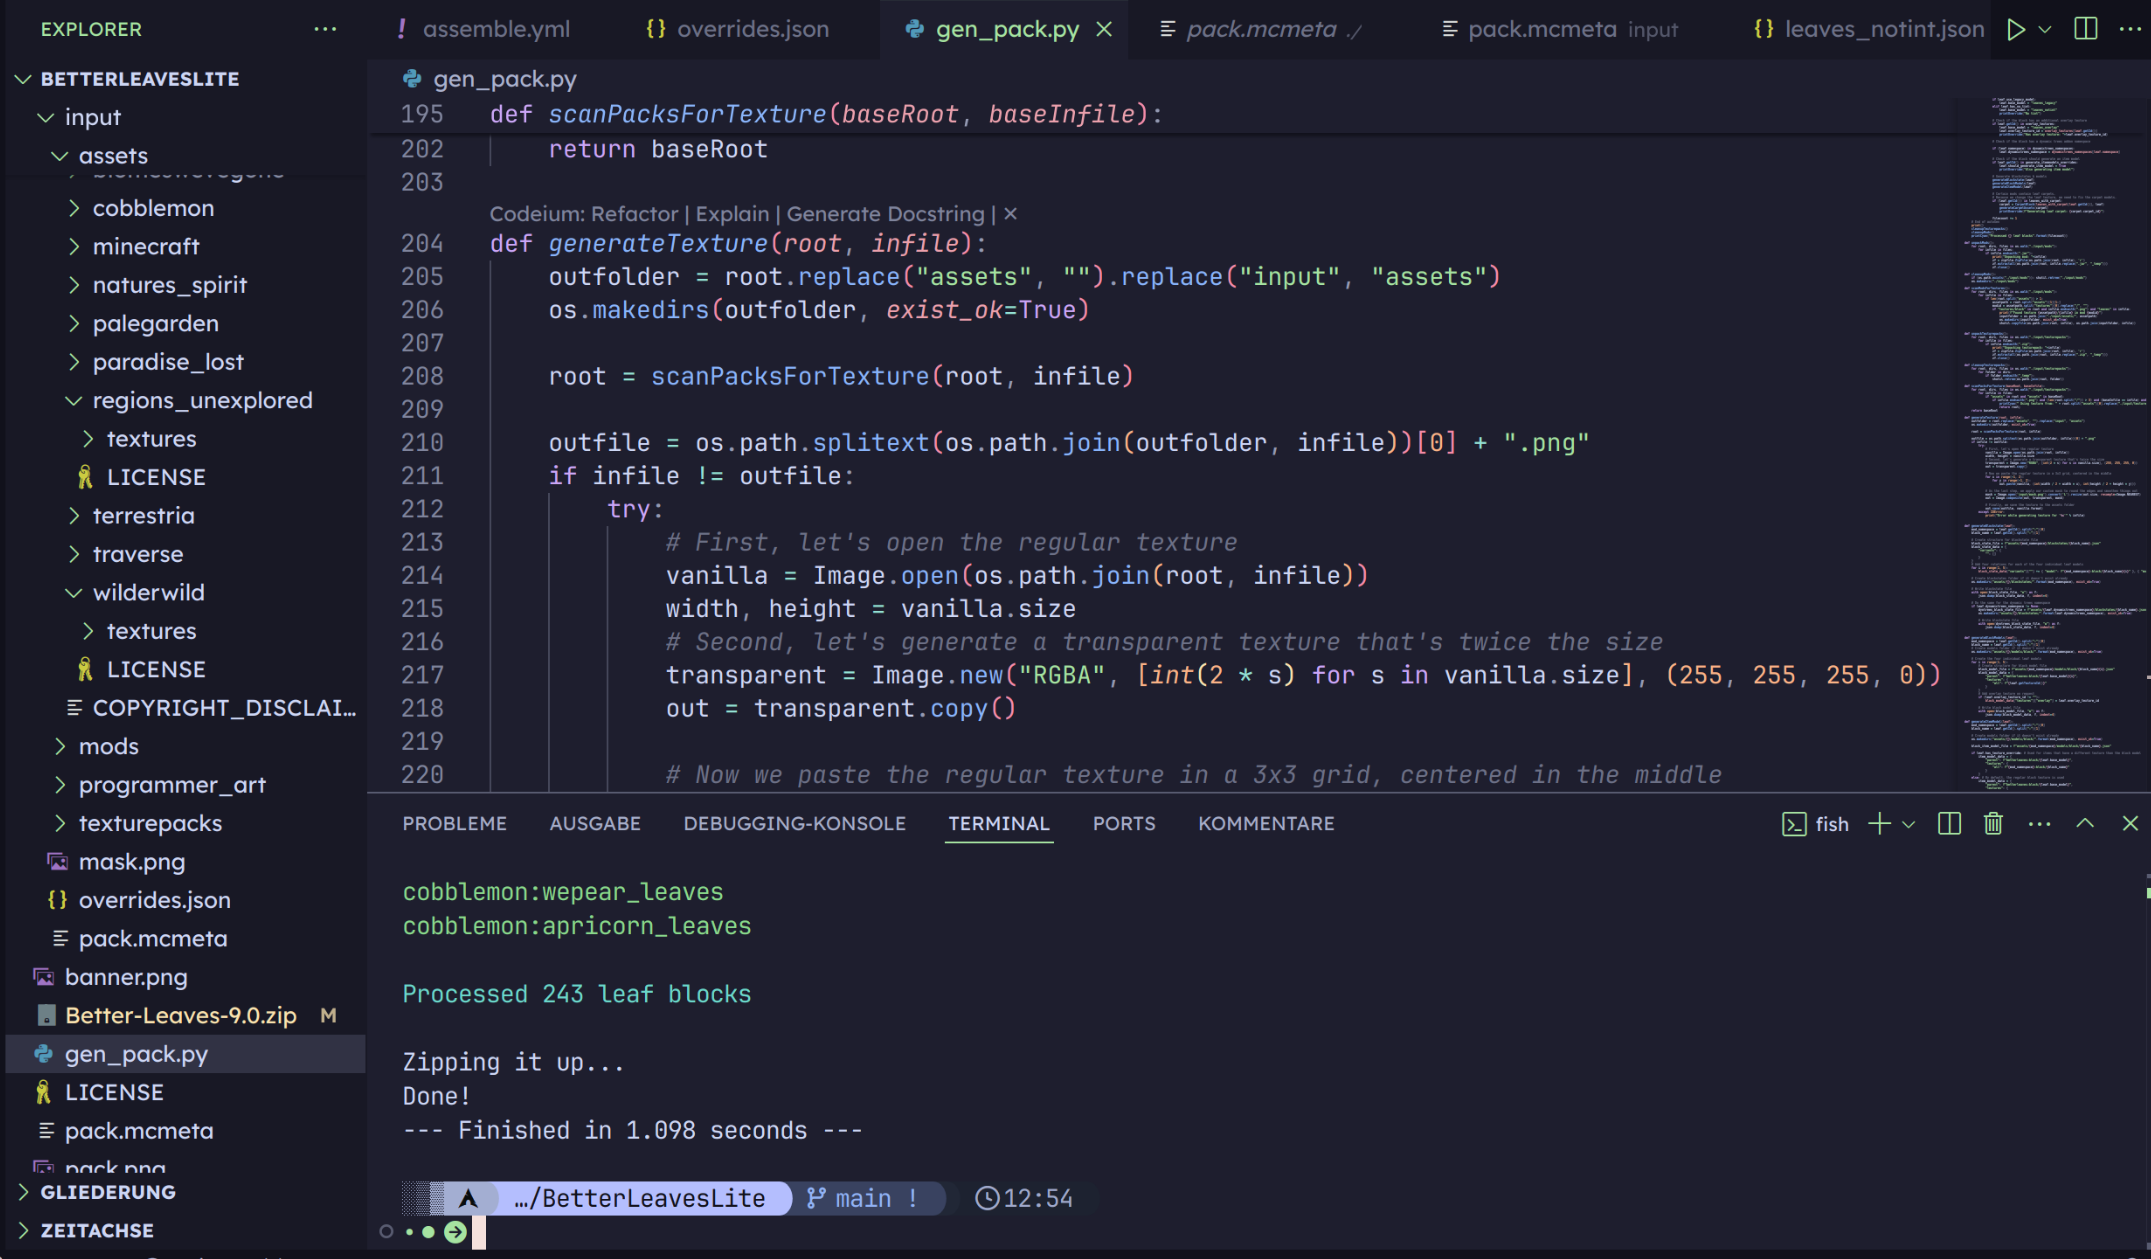 EXPLORER
BETTERLEAVESLITE
input
assets
cobblemon
minecraft
natures_spirit
palegarden
paradise_lost
regions_unexplored
textures
LICENSE
terrestria
traverse
wilderwild
textures
LICENSE
COPYRIGHT_DISCLAI...
mods
programmer_art
texturepacks
mask.png
{} overrides.json
pack.mcmeta
banner.png
Better-Leaves-9.0.zip M
gen_pack.py
LICENSE
pack.mcmeta
pack.png
GLIEDERUNG
ZEITACHSE
! assemble.yml
{} overrides.json
gen_pack.py
pack.mcmeta ./
pack.mcmeta input
{} leaves_notint.json
gen_pack.py
195 def scanPacksForTexture(baseRoot, baseInfile):
202 return baseRoot
203
Codeium: Refactor | Explain | Generate Docstring | ×
204 def generateTexture(root, infile):
205 outfolder = root.replace("assets", "").replace("input", "assets")
206 os.makedirs(outfolder, exist_ok=True)
207
208 root = scanPacksForTexture(root, infile)
209
210 outfile = os.path.splitext(os.path.join(outfolder, infile))[0] + ".png"
211 if infile != outfile:
212 try:
213 # First, let's open the regular texture
214 vanilla = Image.open(os.path.join(root, infile))
215 width, height = vanilla.size
216 # Second, let's generate a transparent texture that's twice the size
217 transparent = Image.new("RGBA", [int(2 * s) for s in vanilla.size], (255, 255, 255, 0))
218 out = transparent.copy()
219
220 # Now we paste the regular texture in a 3x3 grid, centered in the middle
PROBLEME
AUSGABE
DEBUGGING-KONSOLE
TERMINAL
PORTS
KOMMENTARE
fish
cobblemon:wepear_leaves
cobblemon:apricorn_leaves
Processed 243 leaf blocks
Zipping it up...
Done!
--- Finished in 1.098 seconds ---
…/BetterLeavesLite main ! 12:54